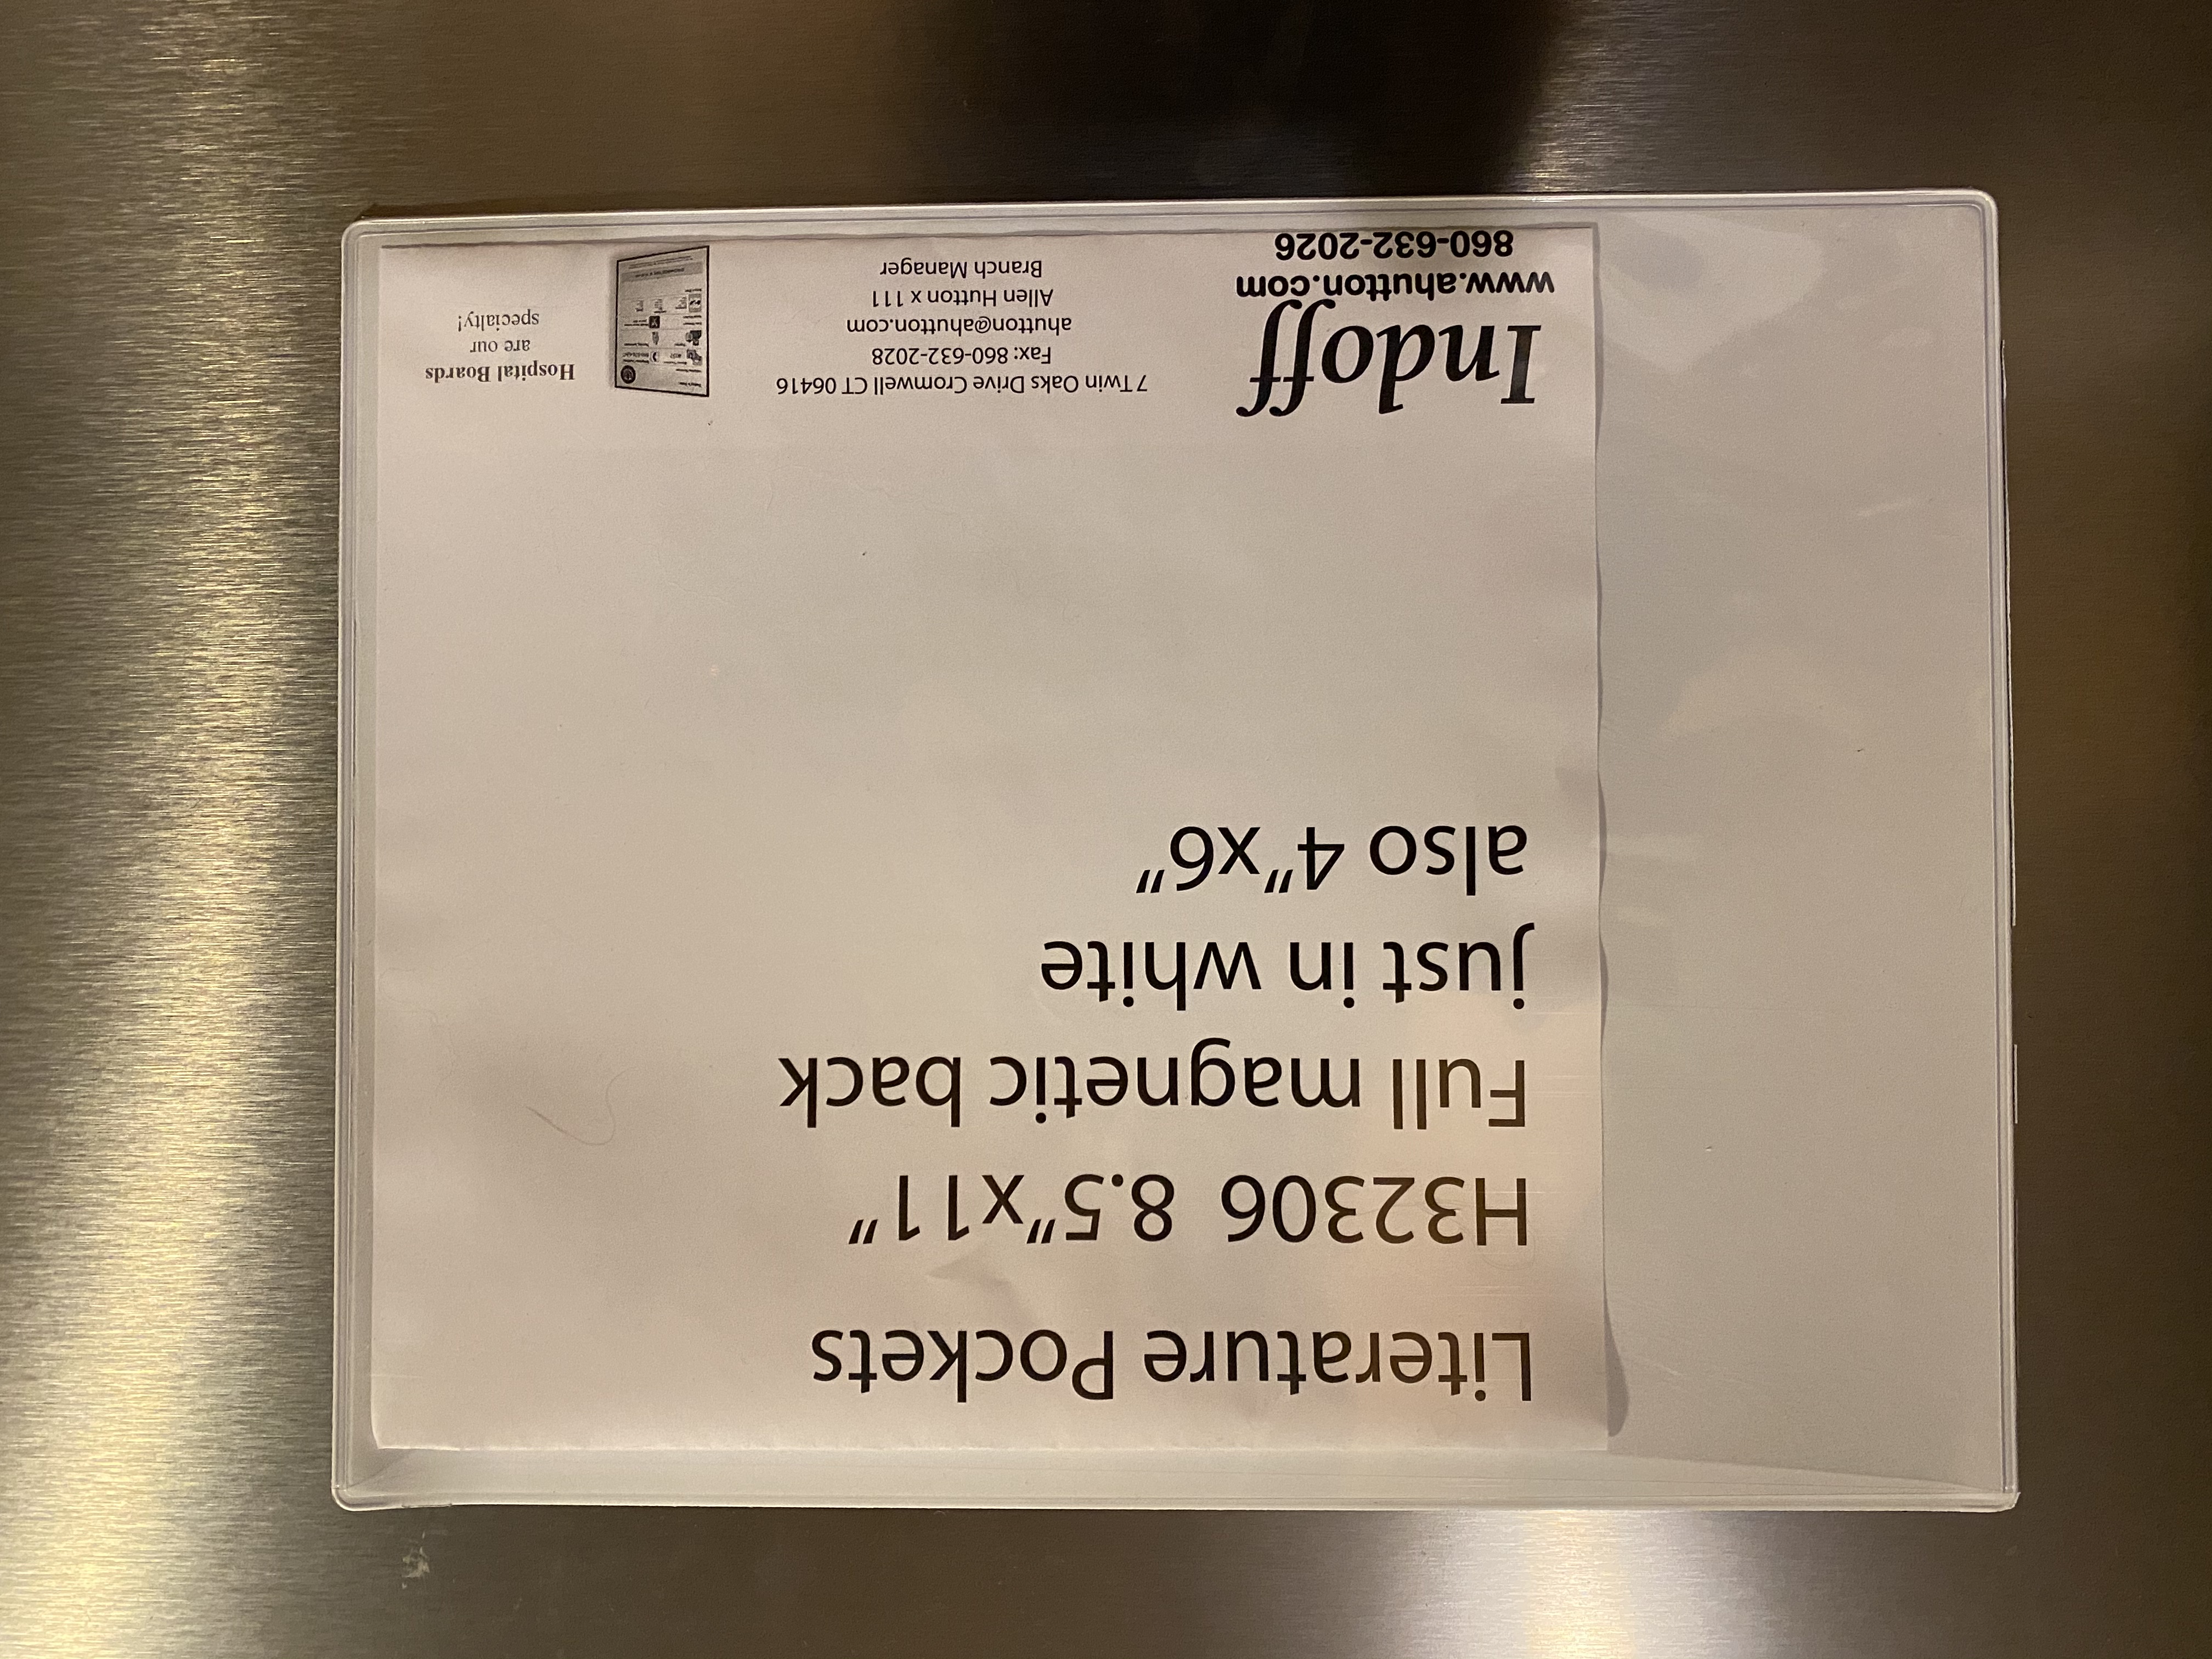 Literature Pockets
H32306 8.5”x11”
Full magnetic back
just in white
also 4”x6”
Indoff
www.ahutton.com
860-632-2026
7 Twin Oaks Drive Cromwell CT 06416
Fax: 860-632-2028
ahutton@ahutton.com
Allen Hutton x 111
Branch Manager
Hospital Boards
are our
specialty!